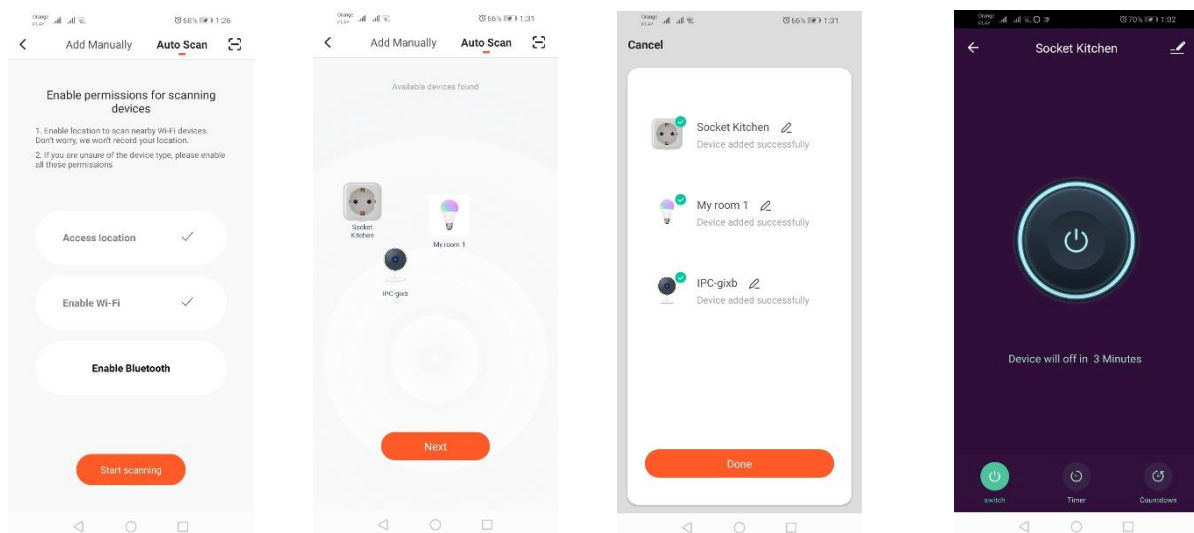 Orange
PLAY
68% 1:26
Add Manually Auto Scan
Enable permissions for scanning
devices
1. Enable location to scan nearby Wi-Fi devices.
Don't worry, we won't record your location.
2. If you are unsure of the device type, please enable
all these permissions
Access location
Enable Wi-Fi
Enable Bluetooth
Start scanning
Orange
PLAY
66% 1:31
Add Manually Auto Scan
Available devices found
Socket
Kitchen
My room 1
IPC-gixb
Next
Orange
PLAY
66% 1:31
Cancel
Socket Kitchen
Device added successfully
My room 1
Device added successfully
IPC-gixb
Device added successfully
Done
Orange
PLAY
70% 1:02
Socket Kitchen
Device will off in 3 Minutes
switch Timer Countdown